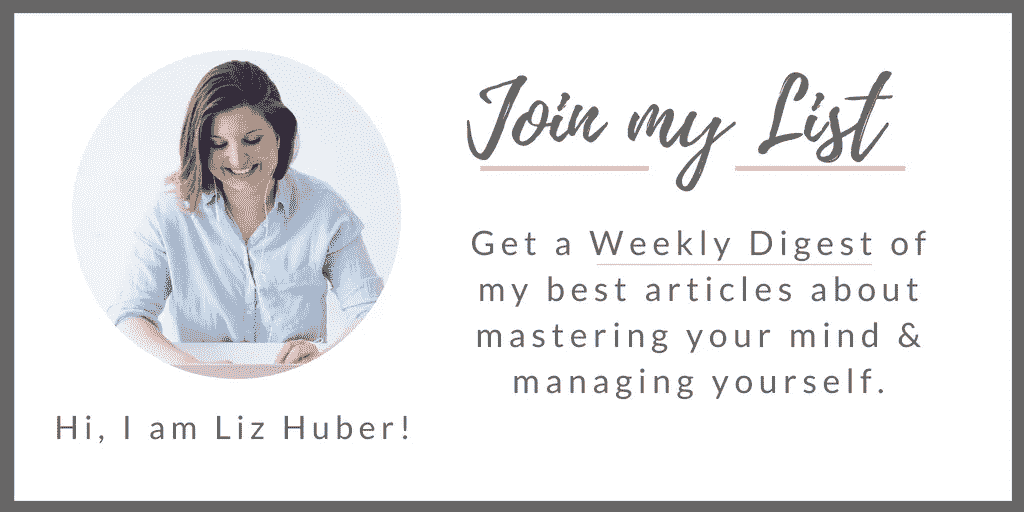 Join my List
Get a Weekly Digest of
my best articles about
mastering your mind &
managing yourself.
Hi, I am Liz Huber!